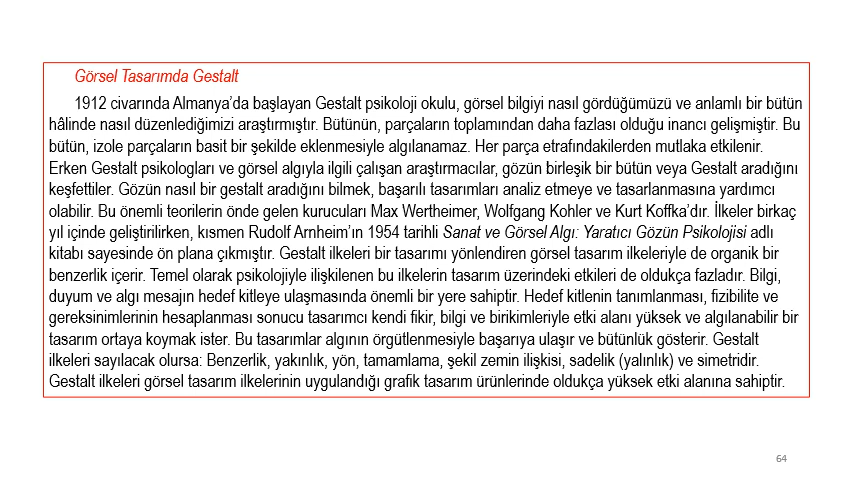 Görsel Tasarımda Gestalt
1912 civarında Almanya’da başlayan Gestalt psikoloji okulu, görsel bilgiyi nasıl gördüğümüzü ve anlamlı bir bütün
hâlinde nasıl düzenlediğimizi araştırmıştır. Bütünün, parçaların toplamından daha fazlası olduğu inancı gelişmiştir. Bu
bütün, izole parçaların basit bir şekilde eklenmesiyle algılanamaz. Her parça etrafındakilerden mutlaka etkilenir.
Erken Gestalt psikologları ve görsel algıyla ilgili çalışan araştırmacılar, gözün birleşik bir bütün veya Gestalt aradığını
keşfettiler. Gözün nasıl bir gestalt aradığını bilmek, başarılı tasarımları analiz etmeye ve tasarlanmasına yardımcı
olabilir. Bu önemli teorilerin önde gelen kurucuları Max Wertheimer, Wolfgang Kohler ve Kurt Koffka’dır. İlkeler birkaç
yıl içinde geliştirilirken, kısmen Rudolf Arnheim’ın 1954 tarihli Sanat ve Görsel Algı: Yaratıcı Gözün Psikolojisi adlı
kitabı sayesinde ön plana çıkmıştır. Gestalt ilkeleri bir tasarımı yönlendiren görsel tasarım ilkeleriyle de organik bir
benzerlik içerir. Temel olarak psikolojiyle ilişkilenen bu ilkelerin tasarım üzerindeki etkileri de oldukça fazladır. Bilgi,
duyum ve algı mesajın hedef kitleye ulaşmasında önemli bir yere sahiptir. Hedef kitlenin tanımlanması, fizibilite ve
gereksinimlerinin hesaplanması sonucu tasarımcı kendi fikir, bilgi ve birikimleriyle etki alanı yüksek ve algılanabilir bir
tasarım ortaya koymak ister. Bu tasarımlar algının örgütlenmesiyle başarıya ulaşır ve bütünlük gösterir. Gestalt
ilkeleri sayılacak olursa: Benzerlik, yakınlık, yön, tamamlama, şekil zemin ilişkisi, sadelik (yalınlık) ve simetridir.
Gestalt ilkeleri görsel tasarım ilkelerinin uygulandığı grafik tasarım ürünlerinde oldukça yüksek etki alanına sahiptir.
64